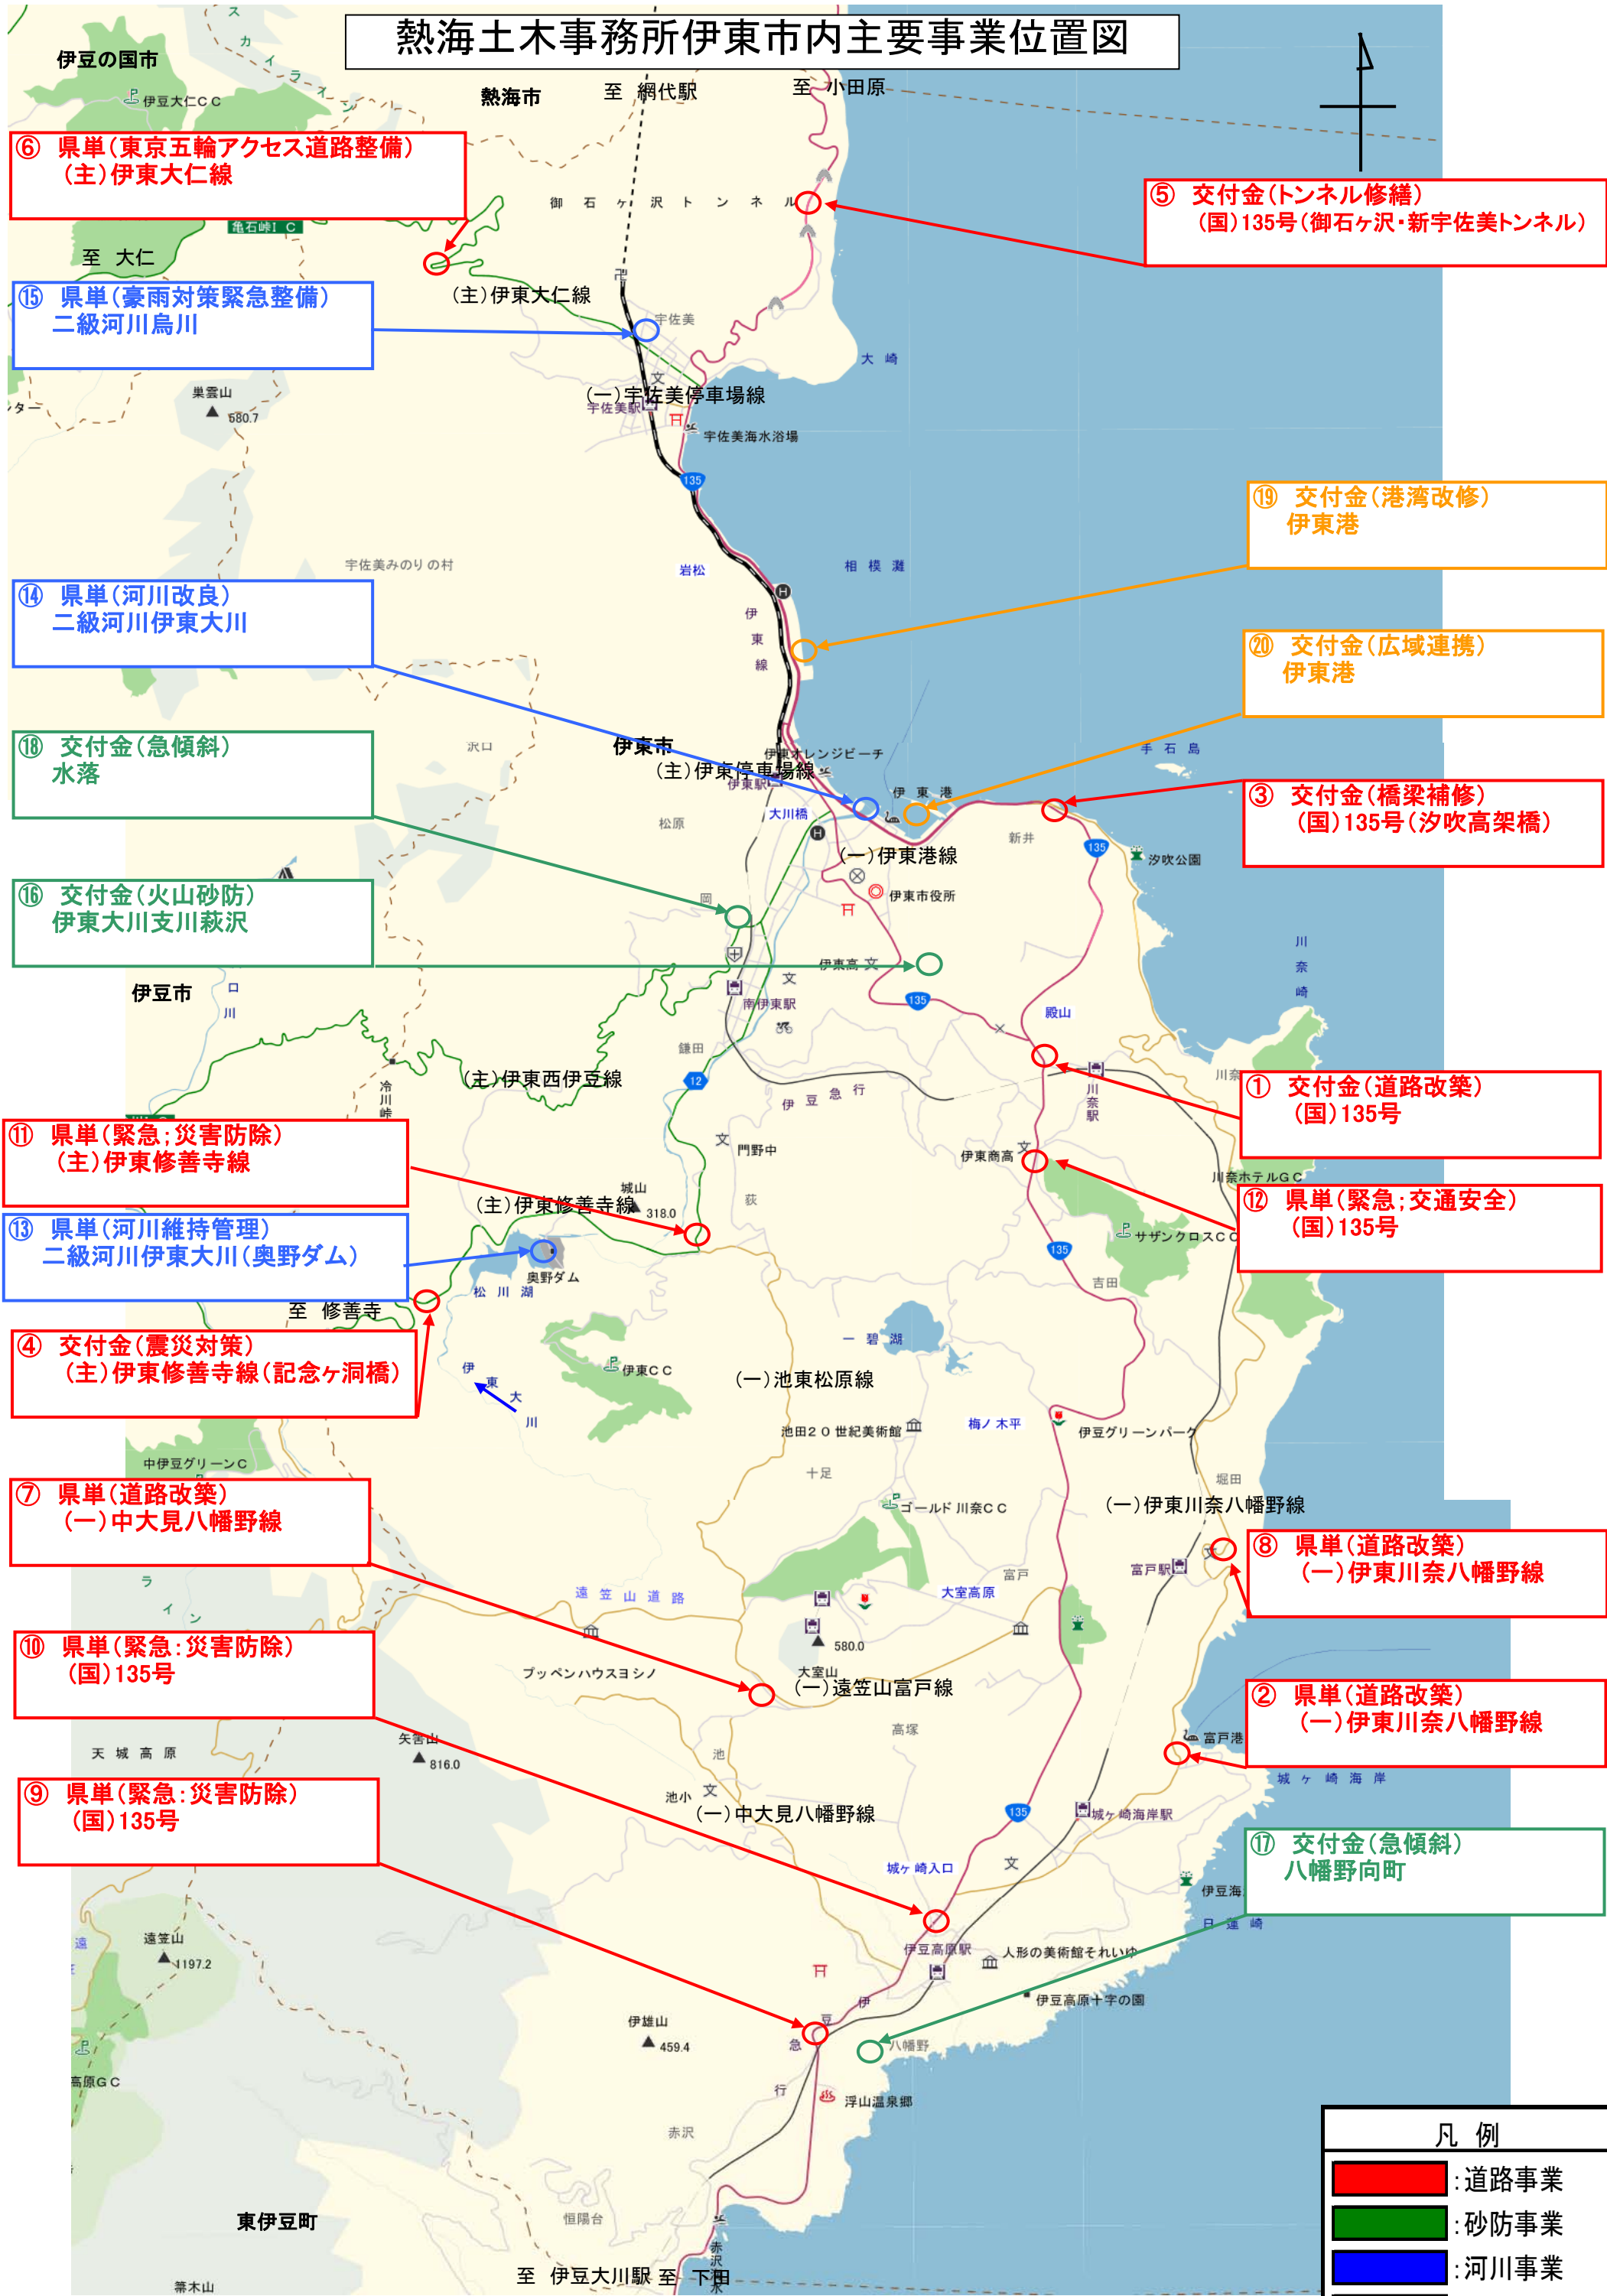 熱海土木事務所伊東市内主要事業位置図
スカイライン
伊豆の国市
伊豆大仁CC
熱海市
至 網代駅
至 小田原
⑥ 県単(東京五輪アクセス道路整備)
(主)伊東大仁線
⑤ 交付金(トンネル修繕)
(国)135号(御石ヶ沢・新宇佐美トンネル)
御石ヶ沢トンネル
亀石峠IC
至 大仁
(主)伊東大仁線
⑮ 県単(豪雨対策緊急整備)
二級河川烏川
宇佐美
大崎
巣雲山
580.7
(一)宇佐美停車場線
宇佐美駅
宇佐美海水浴場
135
⑲ 交付金(港湾改修)
伊東港
宇佐美みのりの村
岩松
相模灘
伊東線
⑭ 県単(河川改良)
二級河川伊東大川
⑳ 交付金(広域連携)
伊東港
⑱ 交付金(急傾斜)
水落
沢口
伊東市
伊東オレンジビーチ
(主)伊東停車場線
伊東駅
手石島
伊東港
③ 交付金(橋梁補修)
(国)135号(汐吹高架橋)
大川橋
松原
新井
135
汐吹公園
(一)伊東港線
伊東市役所
⑯ 交付金(火山砂防)
伊東大川支川萩沢
岡
伊東高
川奈崎
伊豆市
口川
南伊東駅
135
殿山
鎌田
冷川峠
(主)伊東西伊豆線
12
伊豆急行
川奈駅
川奈
① 交付金(道路改築)
(国)135号
⑪ 県単(緊急;災害防除)
(主)伊東修善寺線
門野中
伊東商高
川奈ホテルGC
城山
318.0
荻
(主)伊東修善寺線
⑫ 県単(緊急;交通安全)
(国)135号
⑬ 県単(河川維持管理)
二級河川伊東大川(奥野ダム)
サザンクロスCC
135
奥野ダム
松川湖
吉田
至 修善寺
④ 交付金(震災対策)
(主)伊東修善寺線(記念ヶ洞橋)
一碧湖
伊東CC
伊東大川
(一)池東松原線
池田20世紀美術館
梅ノ木平
伊豆グリーンパーク
中伊豆グリーンC
十足
堀田
⑦ 県単(道路改築)
(一)中大見八幡野線
ゴールド川奈CC
(一)伊東川奈八幡野線
⑧ 県単(道路改築)
(一)伊東川奈八幡野線
富戸駅
富戸
ライン
遠笠山道路
大室高原
⑩ 県単(緊急:災害防除)
(国)135号
580.0
大室山
プッペンハウスヨシノ
(一)遠笠山富戸線
② 県単(道路改築)
(一)伊東川奈八幡野線
高塚
富戸港
天城高原
矢筈山
816.0
池
城ヶ崎海岸
⑨ 県単(緊急:災害防除)
(国)135号
池小
(一)中大見八幡野線
135
城ヶ崎海岸駅
⑰ 交付金(急傾斜)
八幡野向町
城ヶ崎入口
伊豆海
日蓮崎
遠笠山
1197.2
遠
伊豆高原駅
人形の美術館それいゆ
伊豆高原十字の園
伊豆急行
伊雄山
459.4
八幡野
高原GC
浮山温泉郷
赤沢
凡 例
:道路事業
:砂防事業
:河川事業
東伊豆町
恒陽台
箒木山
至 伊豆大川駅
至 下田